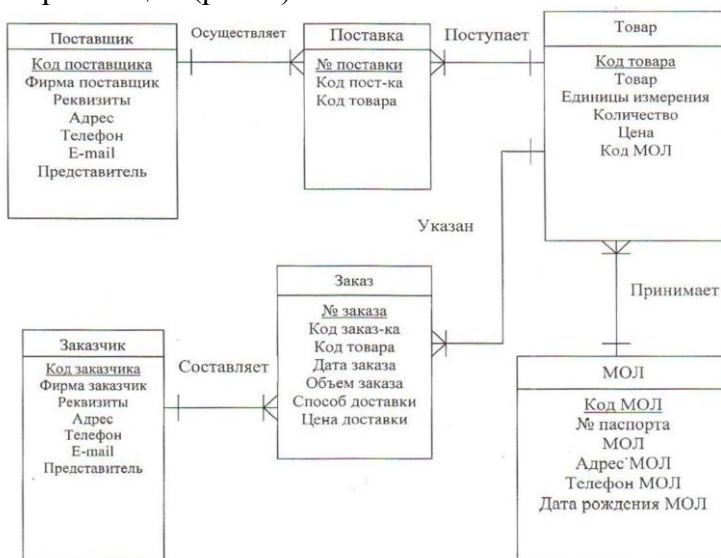 Поставшик
Код поставщика
Фирма поставщик
Реквизиты
Адрес
Телефон
E-mail
Представитель
Осуществляет
Поставка
№ поставки
Код пост-ка
Код товара
Поступает
Товар
Код товара
Товар
Единицы измерения
Количество
Цена
Код МОЛ
Указан
Заказ
№ заказа
Код заказ-ка
Код товара
Дата заказа
Объем заказа
Способ доставки
Цена доставки
Принимает
Заказчик
Код заказчика
Фирма заказчик
Реквизиты
Адрес
Телефон
E-mail
Представитель
Составляет
МОЛ
Код МОЛ
№ паспорта
МОЛ
Адрес МОЛ
Телефон МОЛ
Дата рождения МОЛ